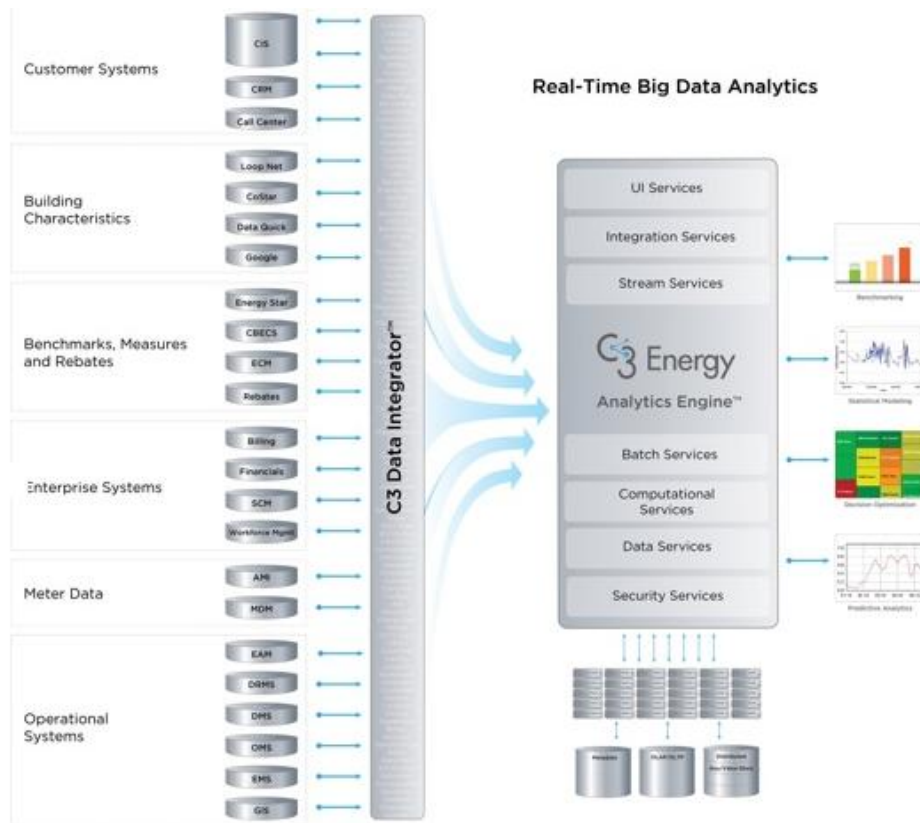 Customer Systems
CIS
CRM
Call Center
Building
Characteristics
Loop Net
CoStar
Data Quick
Google
Benchmarks, Measures
and Rebates
Energy Star
CBECS
ECM
Rebates
Enterprise Systems
Billing
Financials
SCM
Workforce Mgmt
Meter Data
AMI
MDM
Operational
Systems
EAM
DRMS
DMS
OMS
EMS
GIS
C3 Data Integrator™
Real-Time Big Data Analytics
UI Services
Integration Services
Stream Services
C3 Energy
Analytics Engine™
Batch Services
Computational
Services
Data Services
Security Services
Benchmarking
Statistical Modeling
Decision Optimization
Predictive Analytics